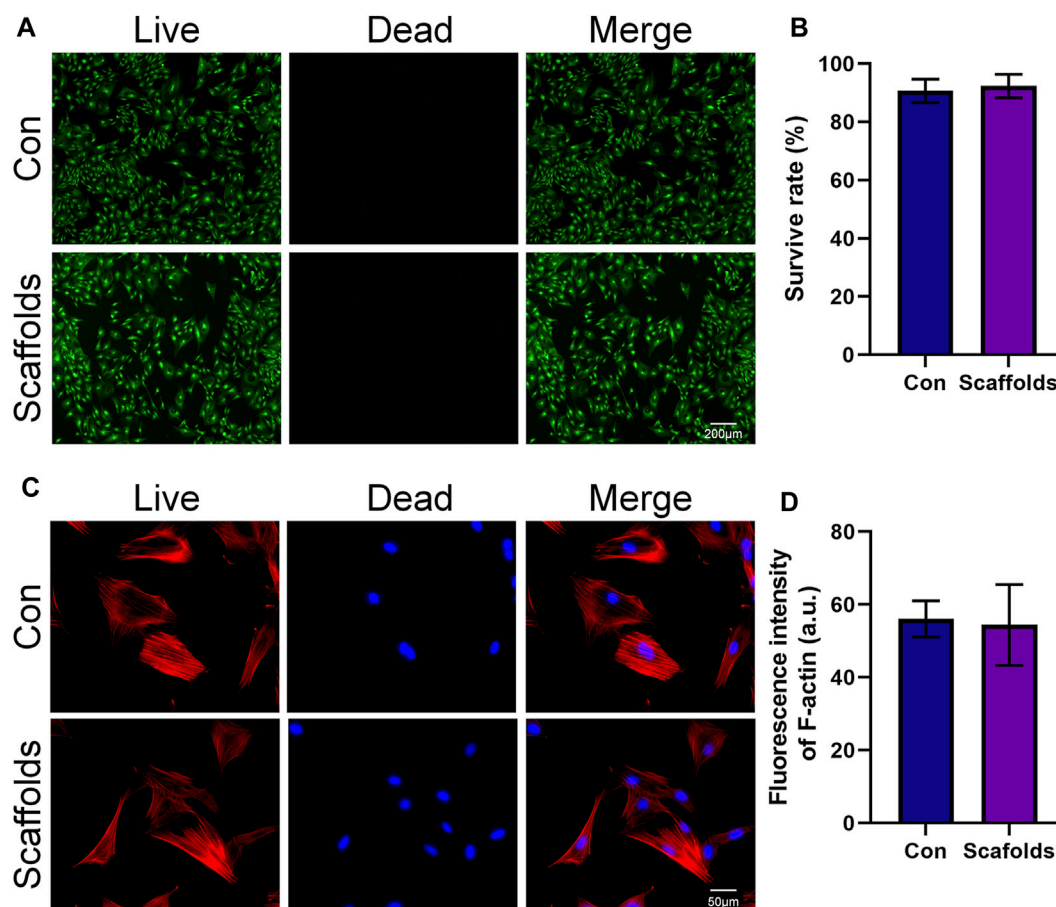 A
Live
Dead
Merge
Con
Scaffolds
200μm
B
Survive rate (%)
100
80
60
40
20
0
Con
Scaffolds
C
Live
Dead
Merge
Con
Scaffolds
50μm
D
Fluorescence intensity
of F-actin (a.u.)
80
60
40
20
0
Con
Scafolds